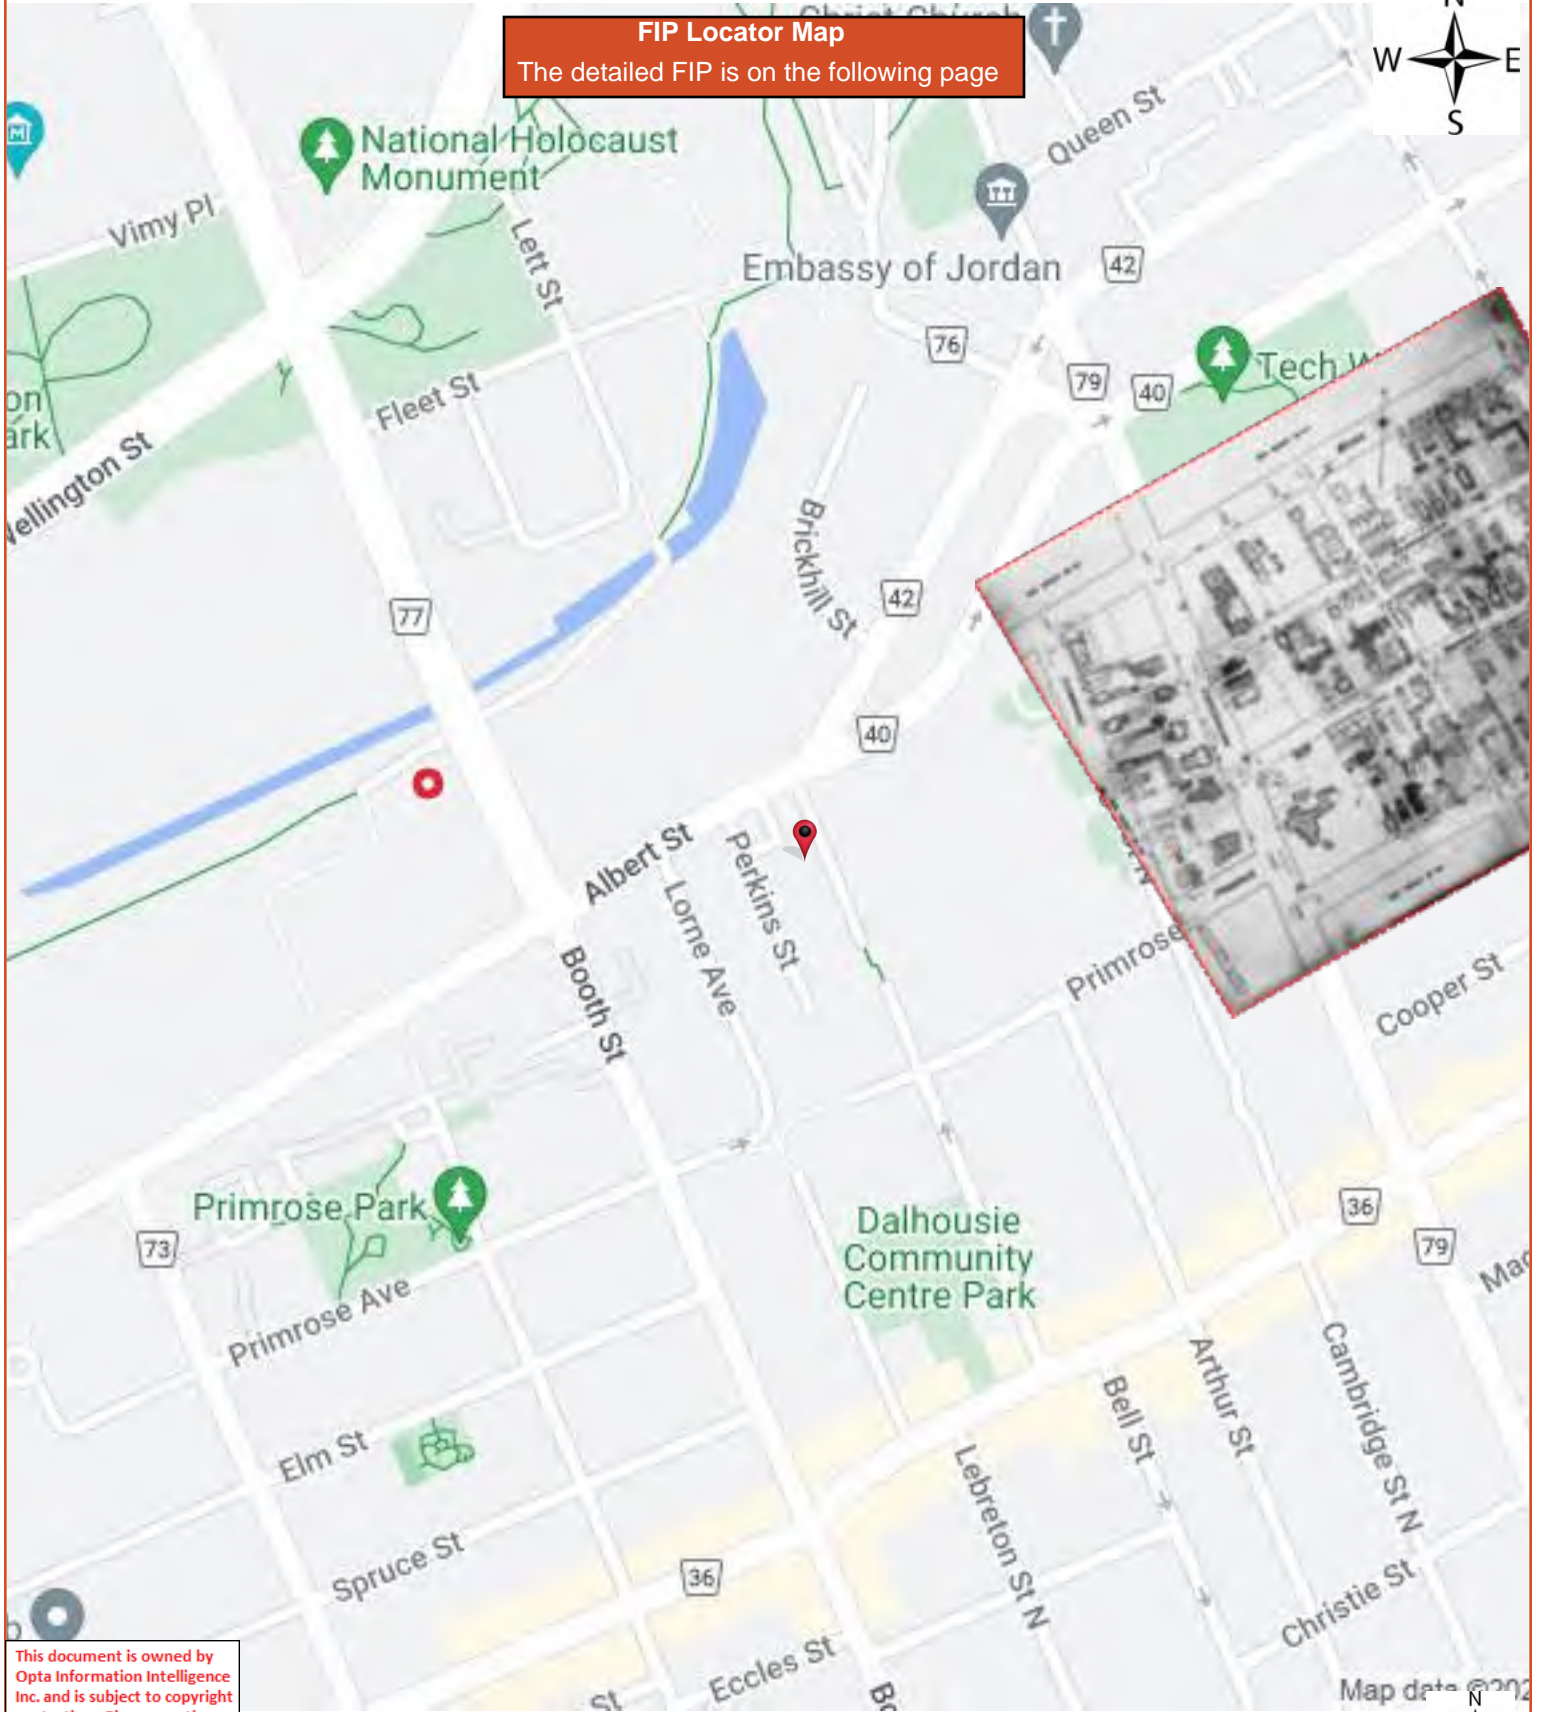 FIP Locator Map
The detailed FIP is on the following page
N
W
E
S
National Holocaust
Monument
Queen St
Vimy Pl
Lett St
Embassy of Jordan
42
76
79
40
Tech
Fleet St
Wellington St
Brickhill St
42
77
40
Albert St
Perkins St
Lorne Ave
Booth St
Primrose
Cooper St
Primrose Park
73
Primrose Ave
Dalhousie
Community
Centre Park
36
79
Elm St
Spruce St
36
Lebreton St N
Bell St
Arthur St
Cambridge St N
Christie St
Eccles St
St
This document is owned by
Opta Information Intelligence
Inc. and is subject to copyright
Map data
N